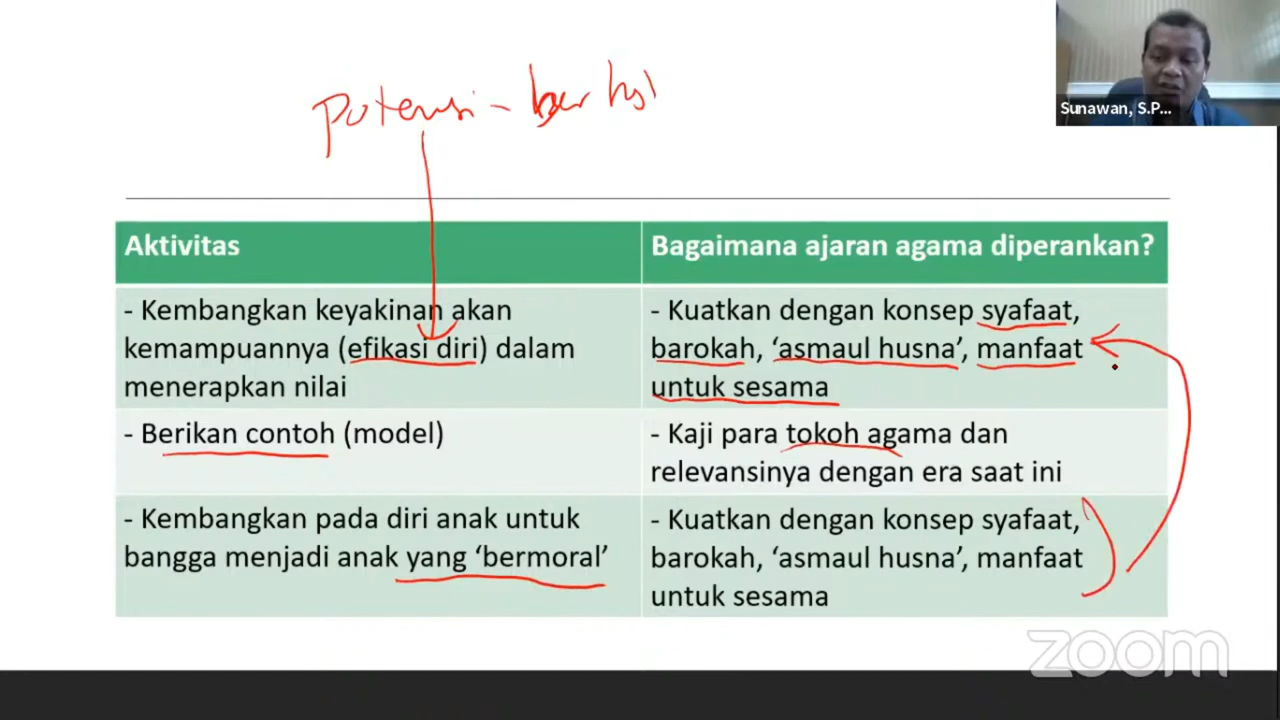 Sunawan, S.P...
Potensi - ber
Aktivitas
Bagaimana ajaran agama diperankan?
- Kembangkan keyakinan akan
kemampuannya (efikasi diri) dalam
menerapkan nilai
- Kuatkan dengan konsep syafaat,
barokah, ‘asmaul husna’, manfaat
untuk sesama
- Berikan contoh (model)
- Kaji para tokoh agama dan
relevansinya dengan era saat ini
- Kembangkan pada diri anak untuk
bangga menjadi anak yang ‘bermoral’
- Kuatkan dengan konsep syafaat,
barokah, ‘asmaul husna’, manfaat
untuk sesama
zoom